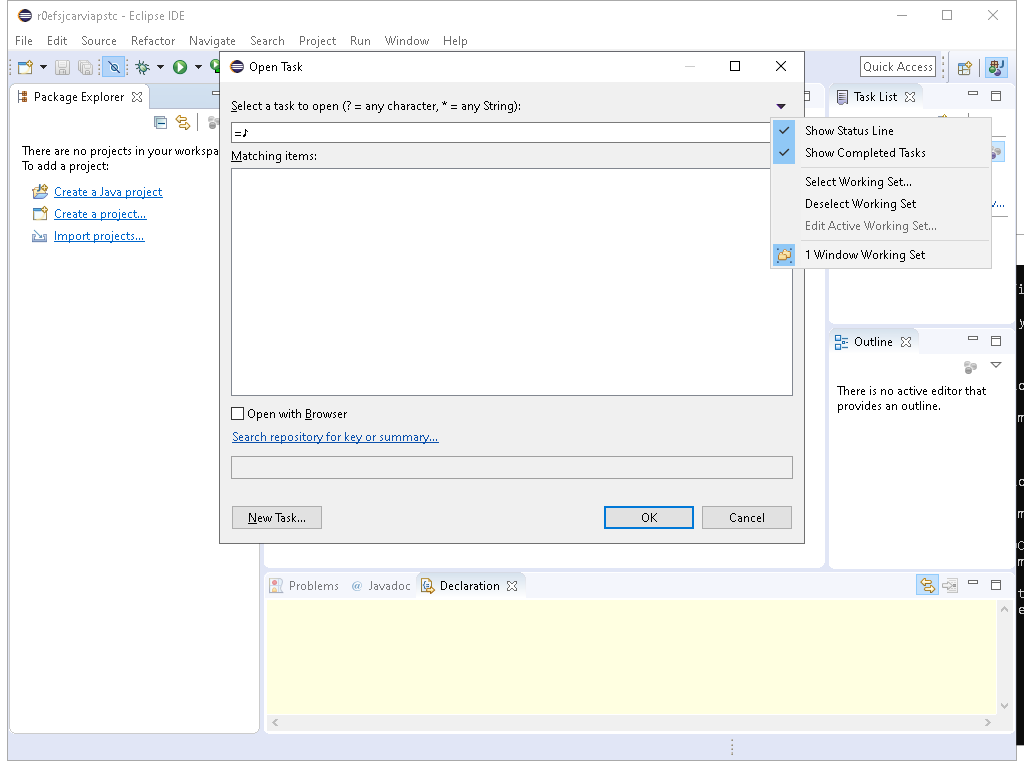 r0efsjcarviapstc - Eclipse IDE
File Edit Source Refactor Navigate Search Project Run Window Help
Quick Access
Open Task
Package Explorer
Task List
Select a task to open (? = any character, * = any String):
=♪
Matching items:
Show Status Line
Show Completed Tasks
Select Working Set...
Deselect Working Set
Edit Active Working Set...
1 Window Working Set
There are no projects in your
To add a project:
Create a Java project
Create a project...
Import projects...
Open with Browser
Search repository for key or summary...
New Task...
OK
Cancel
Outline
There is no active editor that
provides an outline.
Problems
@ Javadoc
Declaration